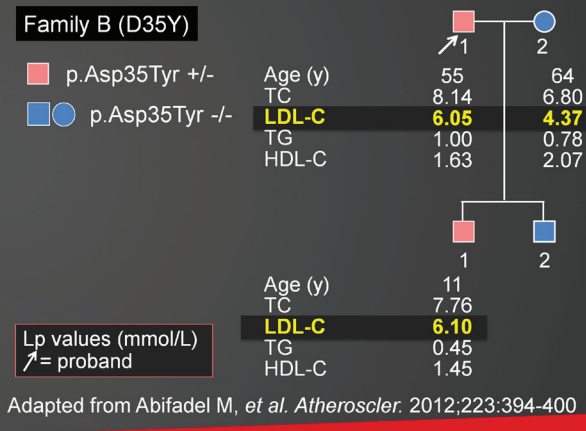 Family B (D35Y)
p.Asp35Tyr +/-
p.Asp35Tyr -/-
1 2
Age (y) 55 64
TC 8.14 6.80
LDL-C 6.05 4.37
TG 1.00 0.78
HDL-C 1.63 2.07
1 2
Age (y) 11
TC 7.76
LDL-C 6.10
TG 0.45
HDL-C 1.45
Lp values (mmol/L)
= proband
Adapted from Abifadel M, et al. Atheroscler. 2012;223:394-400